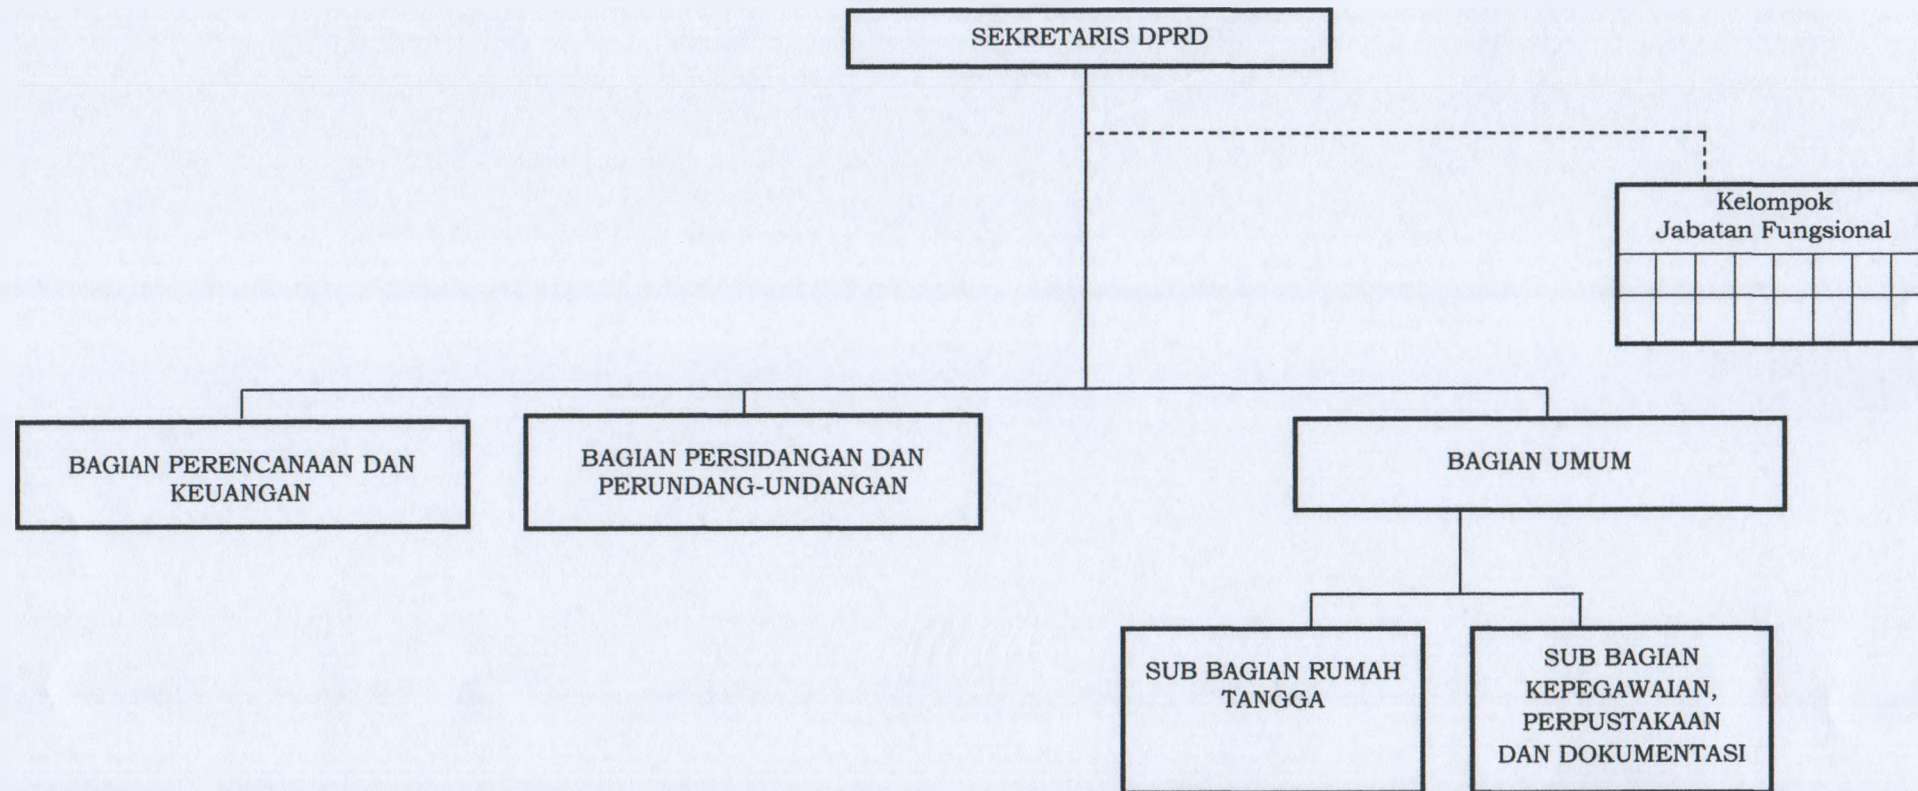 SEKRETARIS DPRD
Kelompok
Jabatan Fungsional
BAGIAN PERENCANAAN DAN
KEUANGAN
BAGIAN PERSIDANGAN DAN
PERUNDANG-UNDANGAN
BAGIAN UMUM
SUB BAGIAN RUMAH
TANGGA
SUB BAGIAN
KEPEGAWAIAN,
PERPUSTAKAAN
DAN DOKUMENTASI